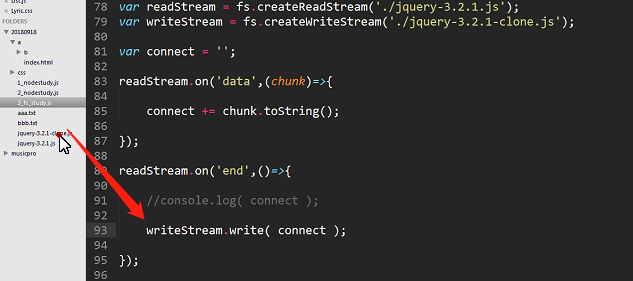 List.js
Lyric.css
FOLDERS
20180918
a
b
index.html
css
1_nodestudy.js
2_nodestudy.js
3_fs_study.js
aaa.txt
bbb.txt
jquery-3.2.1-clone.js
jquery-3.2.1.js
musicpro
78 var readStream = fs.createReadStream('./jquery-3.2.1.js');
79 var writeStream = fs.createWriteStream('./jquery-3.2.1-clone.js');
80
81 var connect = '';
82
83 readStream.on('data',(chunk)=>{
84
85 connect += chunk.toString();
86
87 });
88
89 readStream.on('end',()=>{
90
91 //console.log( connect );
92
93 writeStream.write( connect );
94
95 });
96